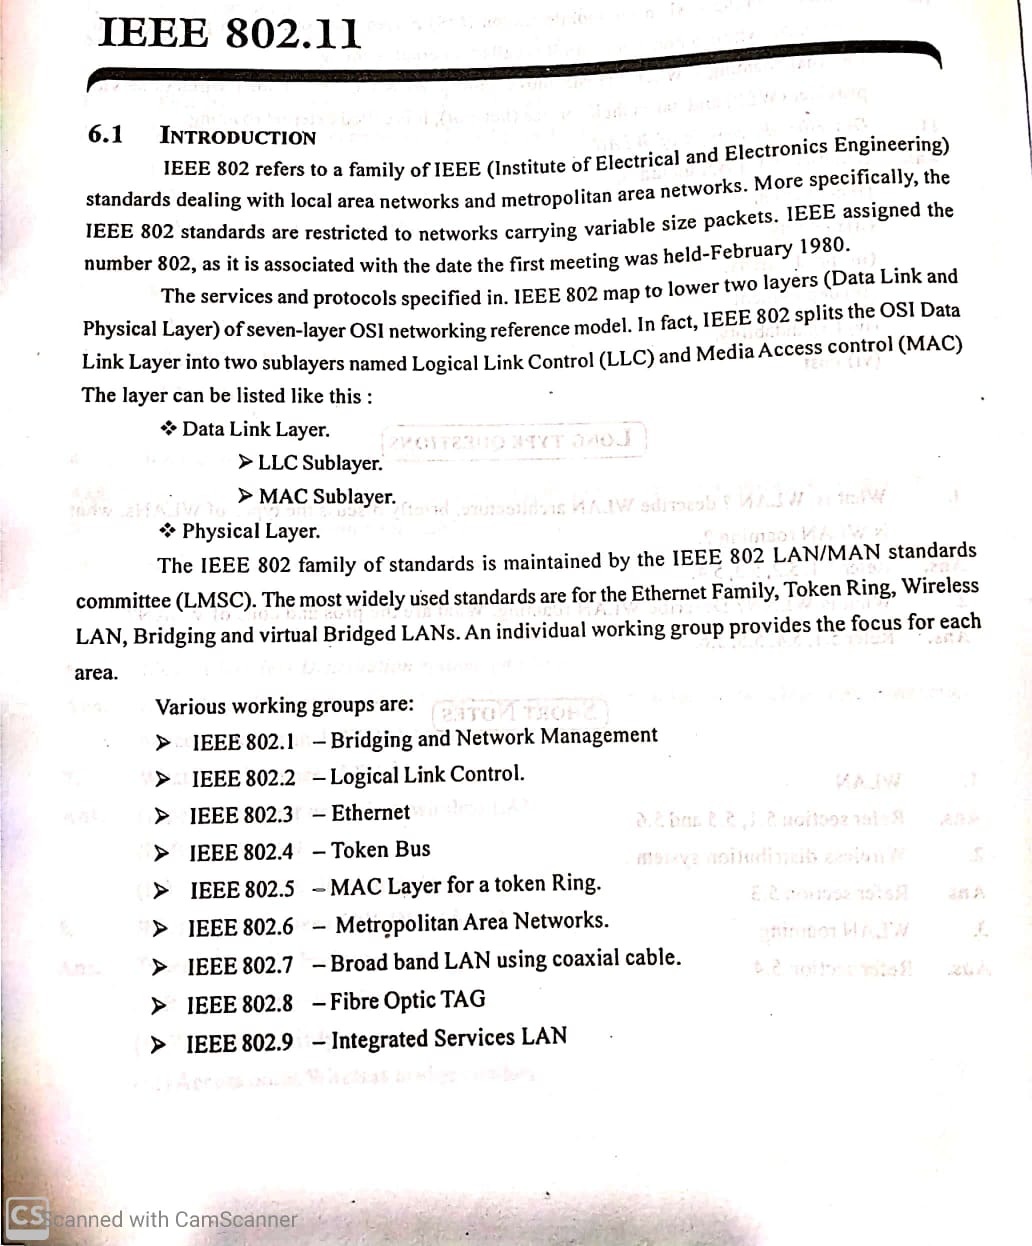 IEEE 802.11
6.1 INTRODUCTION
IEEE 802 refers to a family of IEEE (Institute of Electrical and Electronics Engineering)
standards dealing with local area networks and metropolitan area networks. More specifically, the
IEEE 802 standards are restricted to networks carrying variable size packets. IEEE assigned the
number 802, as it is associated with the date the first meeting was held-February 1980.
The services and protocols specified in. IEEE 802 map to lower two layers (Data Link and
Physical Layer) of seven-layer OSI networking reference model. In fact, IEEE 802 splits the OSI Data
Link Layer into two sublayers named Logical Link Control (LLC) and Media Access control (MAC)
The layer can be listed like this :
❖ Data Link Layer.
➤ LLC Sublayer.
➤ MAC Sublayer.
❖ Physical Layer.
The IEEE 802 family of standards is maintained by the IEEE 802 LAN/MAN standards
committee (LMSC). The most widely used standards are for the Ethernet Family, Token Ring, Wireless
LAN, Bridging and virtual Bridged LANs. An individual working group provides the focus for each
area.
Various working groups are:
➤ IEEE 802.1 – Bridging and Network Management
➤ IEEE 802.2 – Logical Link Control.
➤ IEEE 802.3 – Ethernet
➤ IEEE 802.4 – Token Bus
➤ IEEE 802.5 – MAC Layer for a token Ring.
➤ IEEE 802.6 – Metropolitan Area Networks.
➤ IEEE 802.7 – Broad band LAN using coaxial cable.
➤ IEEE 802.8 – Fibre Optic TAG
➤ IEEE 802.9 – Integrated Services LAN
CS Scanned with CamScanner